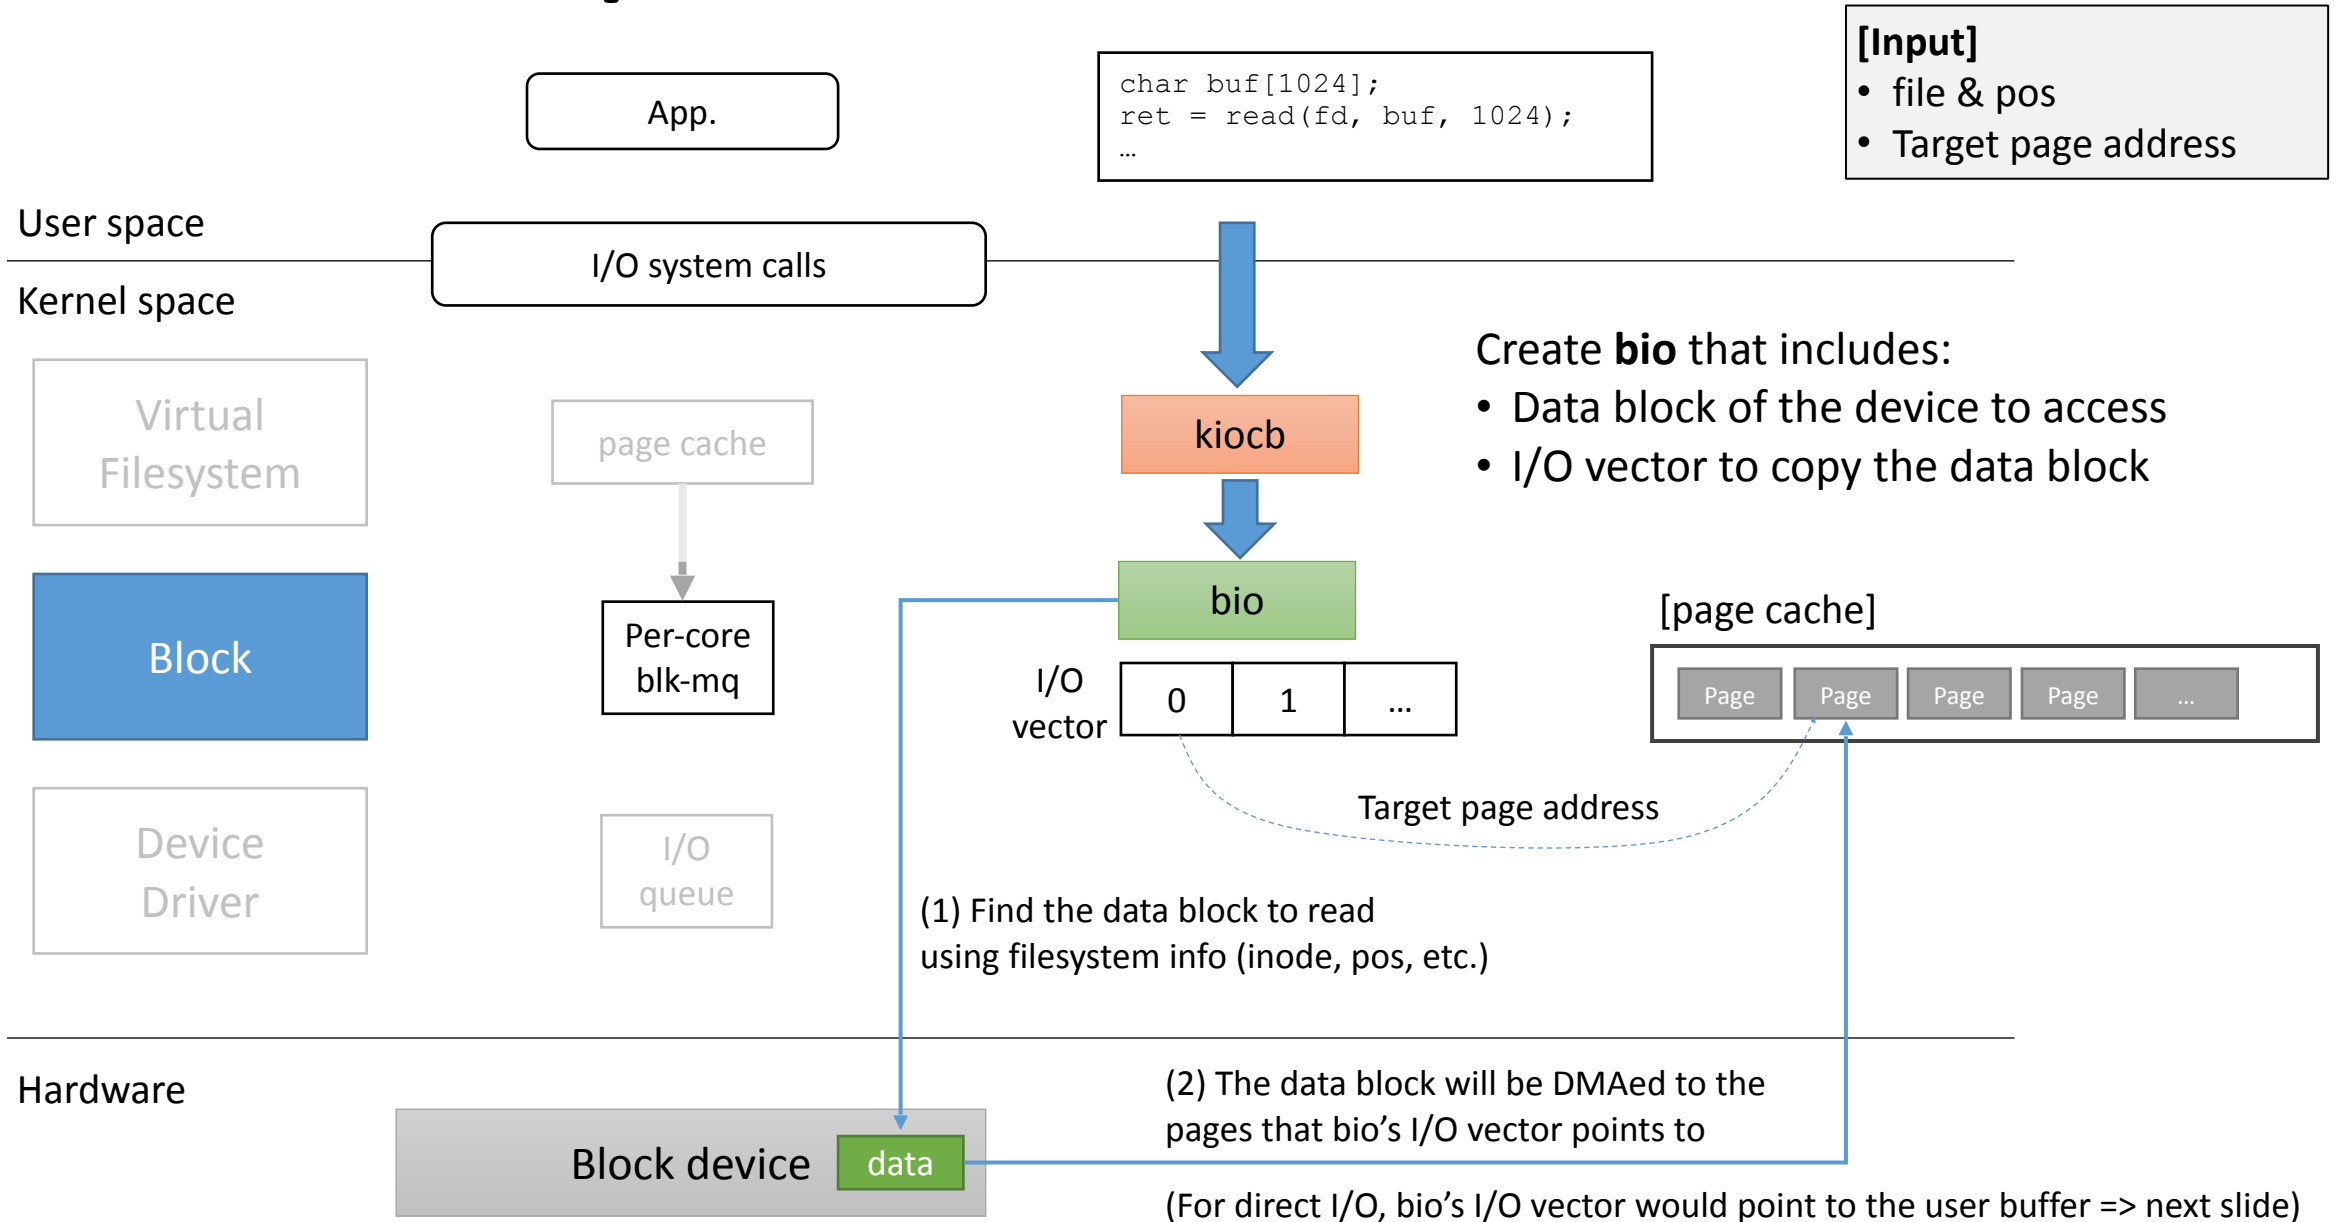 App.
char buf[1024];
ret = read(fd, buf, 1024);
…
[Input]
• file & pos
• Target page address
User space
I/O system calls
Kernel space
Virtual
Filesystem
page cache
kiocb
Create bio that includes:
• Data block of the device to access
• I/O vector to copy the data block
Block
Per-core
blk-mq
bio
I/O
vector
0
1
...
[page cache]
Page
Page
Page
Page
...
Target page address
Device
Driver
I/O
queue
(1) Find the data block to read
using filesystem info (inode, pos, etc.)
Hardware
Block device
data
(2) The data block will be DMAed to the
pages that bio’s I/O vector points to
(For direct I/O, bio’s I/O vector would point to the user buffer => next slide)